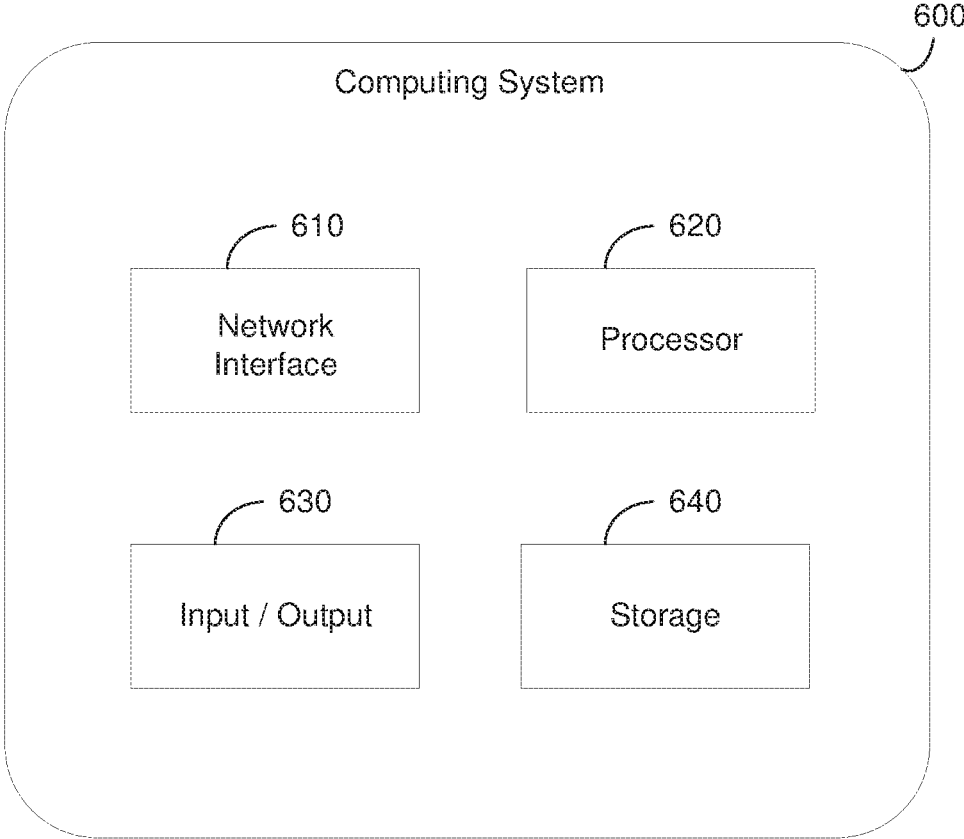 600
Computing System
610
620
Network
Interface
Processor
630
640
Input / Output
Storage